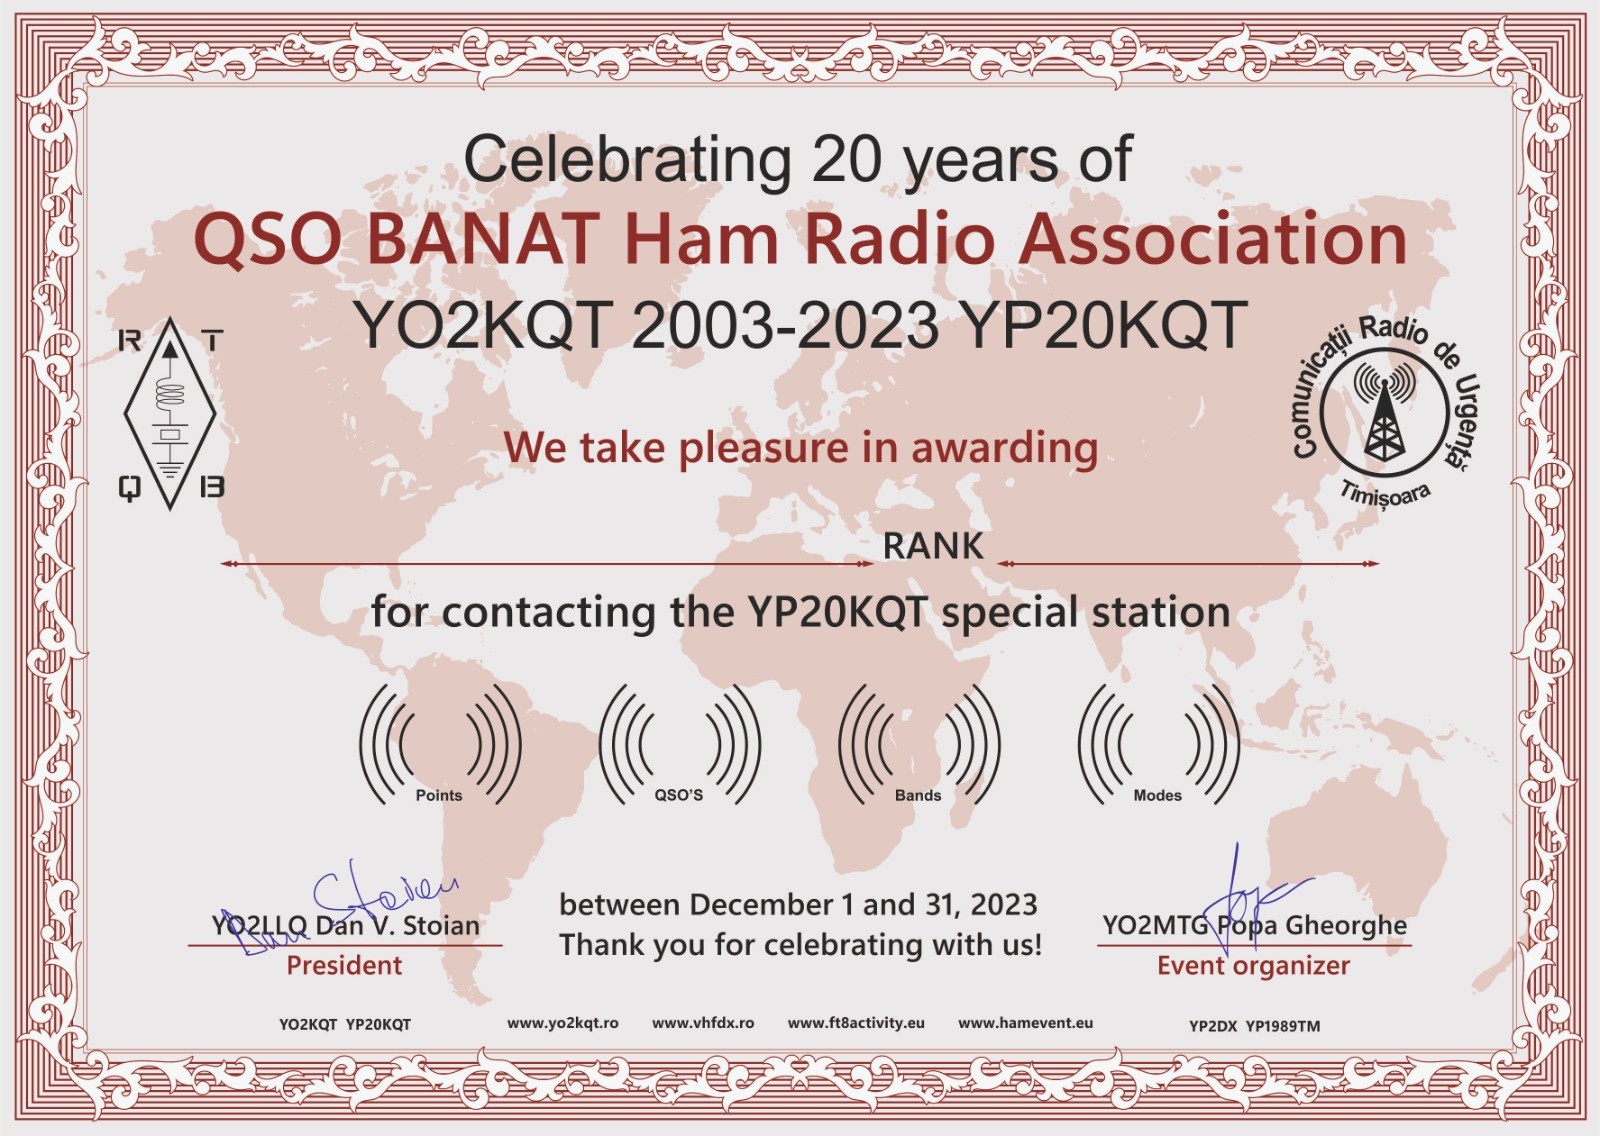 Celebrating 20 years of
QSO BANAT Ham Radio Association
YO2KQT 2003-2023 YP20KQT
R T
Q B
Comunicații Radio de Urgență
Timișoara
We take pleasure in awarding
RANK
for contacting the YP20KQT special station
Points
QSO'S
Bands
Modes
Dan Stoian
YO2LLQ Dan V. Stoian
President
between December 1 and 31, 2023
Thank you for celebrating with us!
YO2MTG Popa Gheorghe
Event organizer
YO2KQT YP20KQT
www.yo2kqt.ro www.vhfdx.ro www.ft8activity.eu www.hamevent.eu
YP2DX YP1989TM